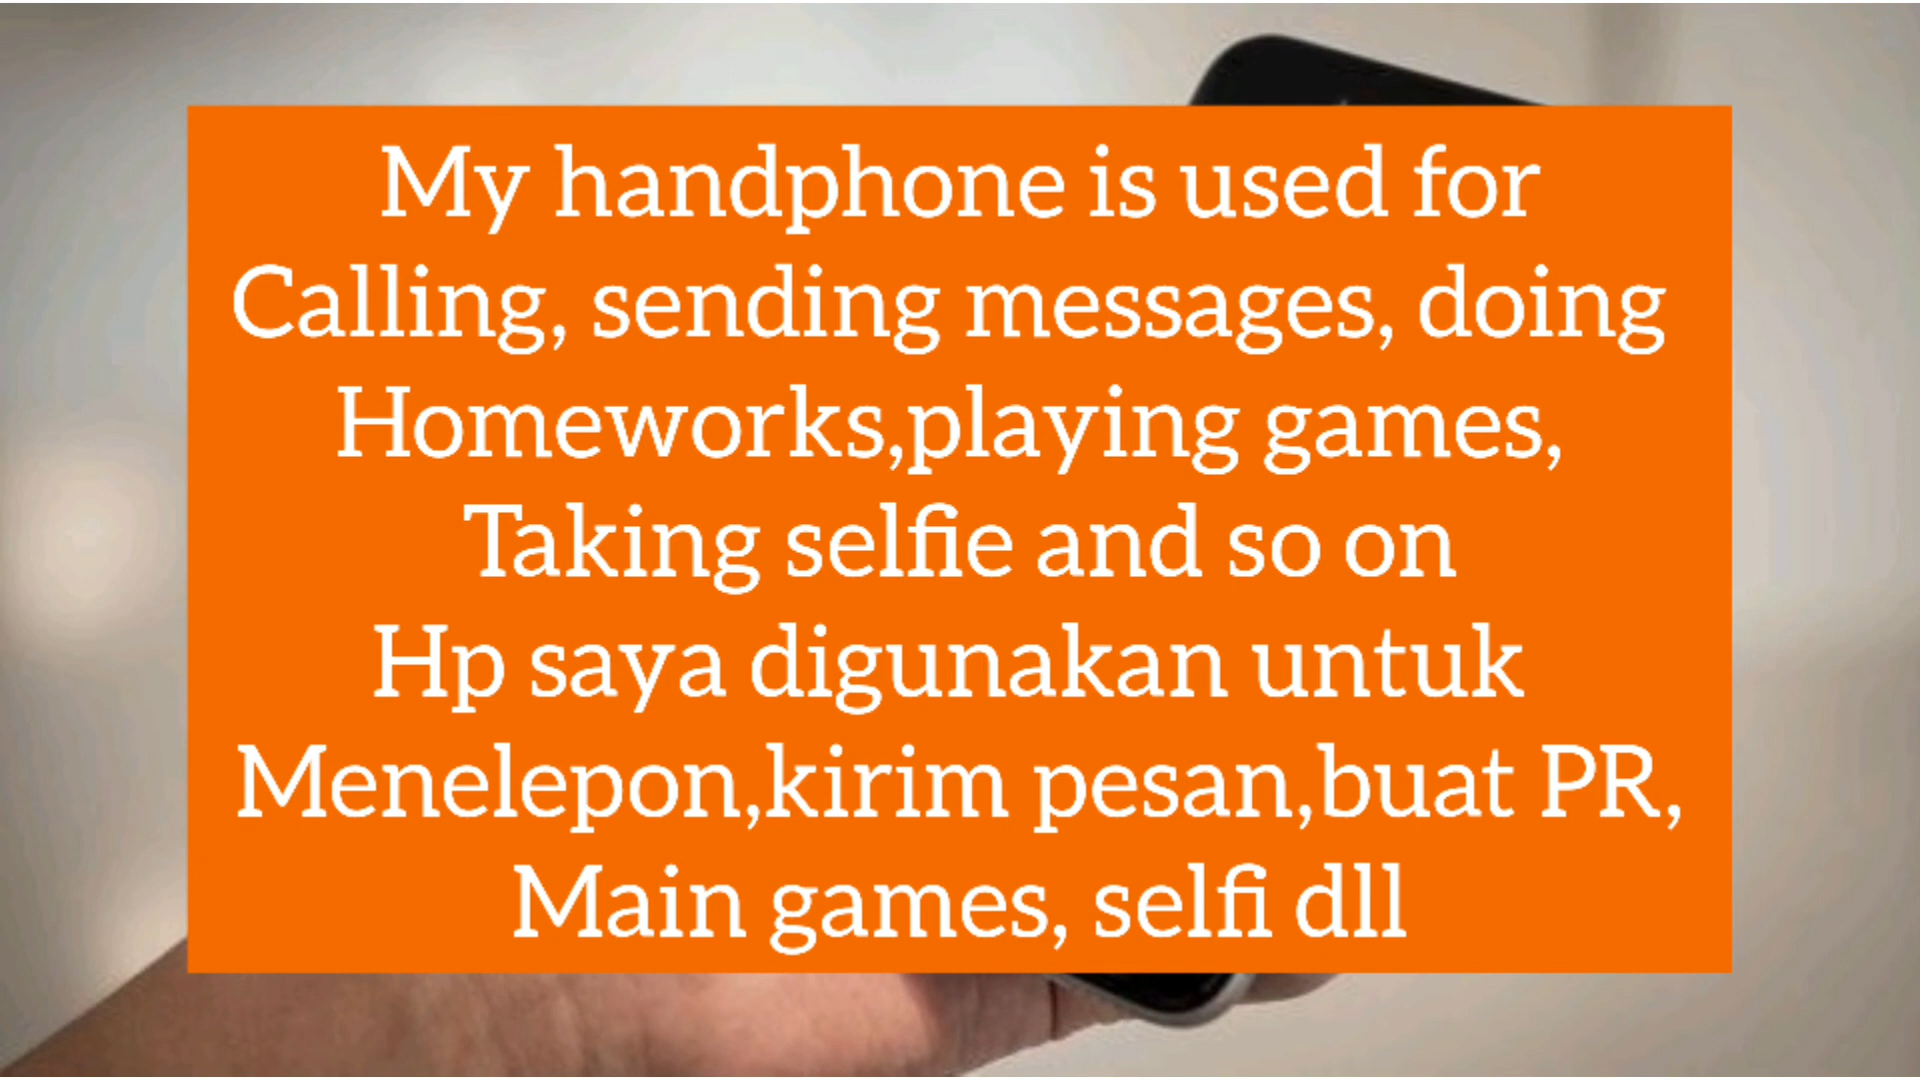 My handphone is used for
Calling, sending messages, doing
Homeworks,playing games,
Taking selfie and so on
Hp saya digunakan untuk
Menelepon,kirim pesan,buat PR,
Main games, selfi dll